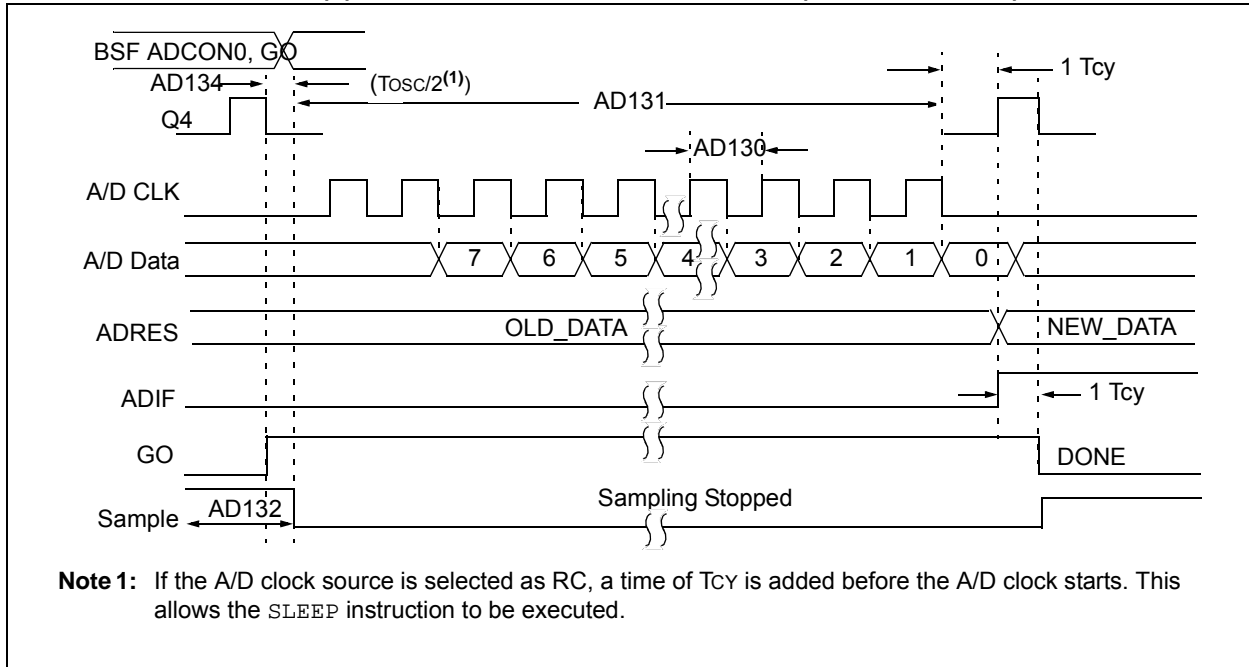 BSF ADCON0, GO
AD134
(TOSC/2(1))
1 TCY
AD131
Q4
AD130
A/D CLK
A/D Data
7 6 5 4 3 2 1 0
ADRES
OLD_DATA
NEW_DATA
ADIF
1 TCY
GO
DONE
Sample
AD132
Sampling Stopped
Note 1: If the A/D clock source is selected as RC, a time of TCY is added before the A/D clock starts. This
allows the SLEEP instruction to be executed.